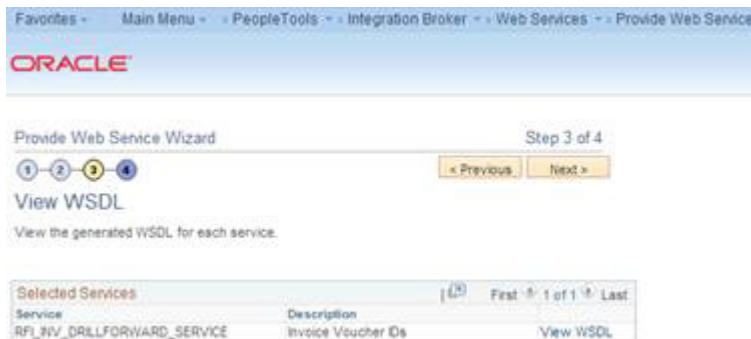 Favorites Main Menu PeopleTools Integration Broker Web Services Provide Web Service
ORACLE
Provide Web Service Wizard Step 3 of 4
1 2 3 4 « Previous Next »
View WSDL
View the generated WSDL for each service.
Selected Services First 1 of 1 Last
Service Description
RFI_INV_DRILLFORWARD_SERVICE Invoice Voucher IDs View WSDL